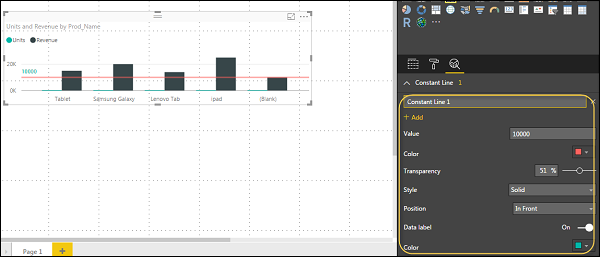 Units and Revenue by Prod_Name
Units Revenue
20K
10000
0K
Tablet Samsung Galaxy Lenovo Tab Ipad (Blank)
Page 1
R
Constant Line 1
Constant Line 1
+ Add
Value 10000
Color
Transparency 51 %
Style Solid
Position In Front
Data label On
Color